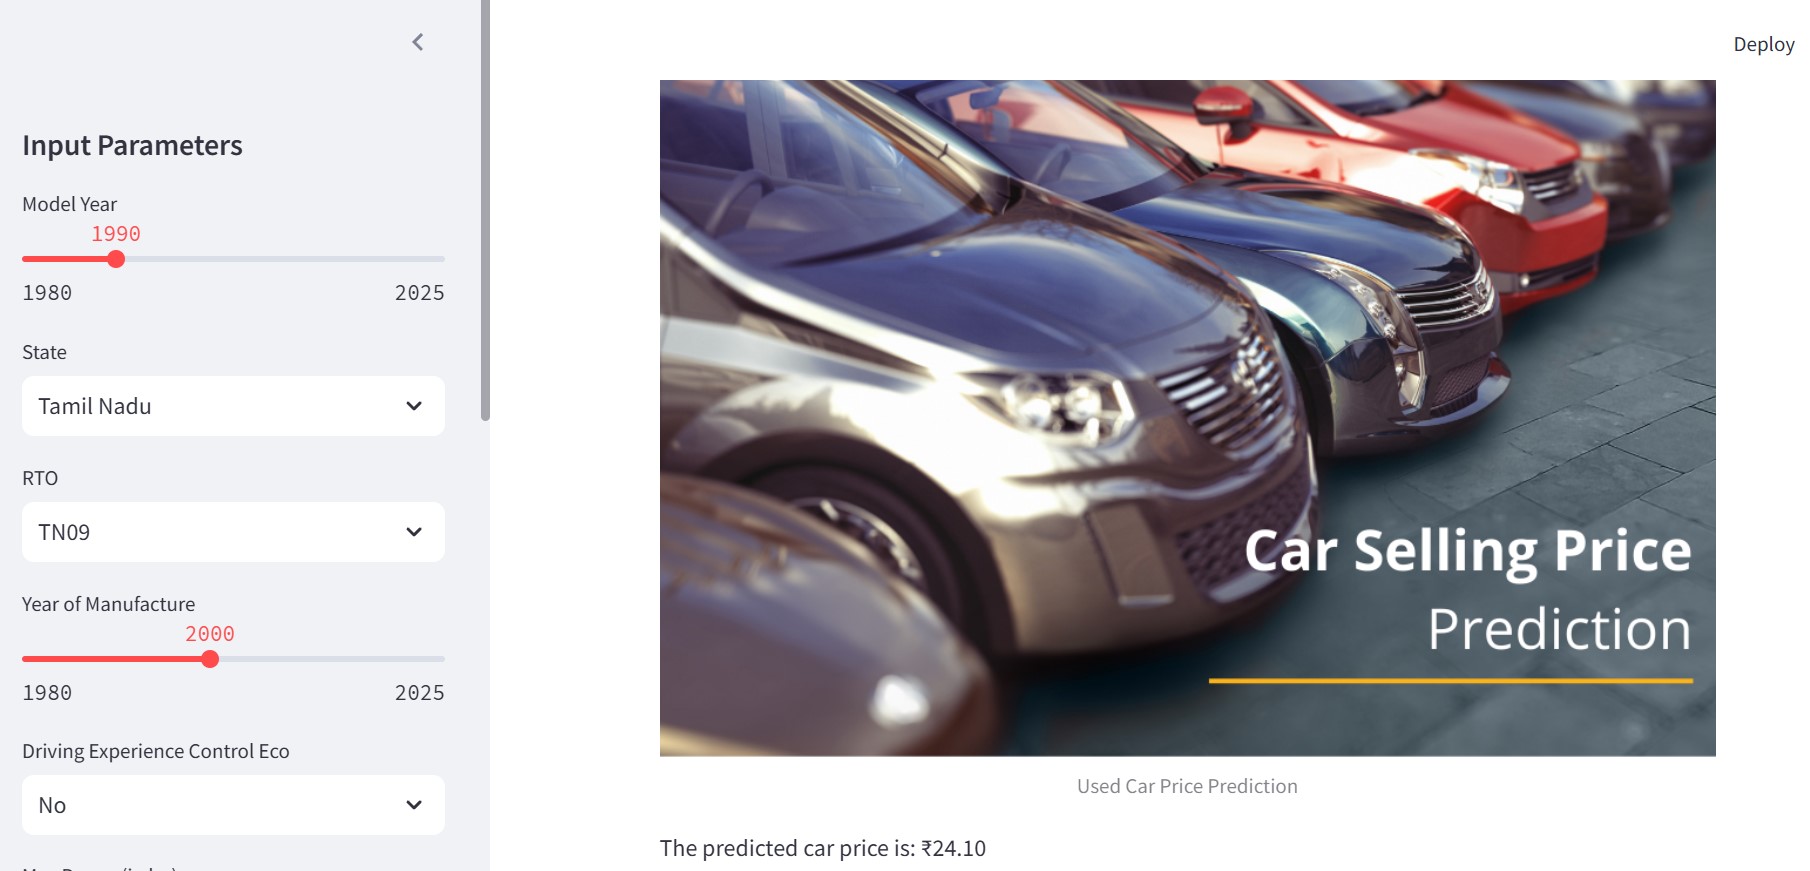 Deploy
Input Parameters
Model Year
1990
1980 2025
State
Tamil Nadu
RTO
TN09
Year of Manufacture
2000
1980 2025
Driving Experience Control Eco
No
Car Selling Price
Prediction
Used Car Price Prediction
The predicted car price is: ₹24.10